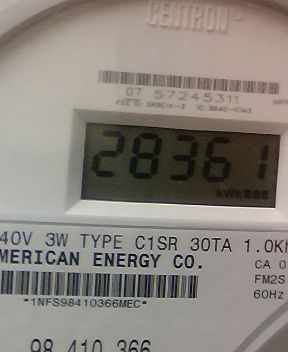 CENTRON®
07 57245311
28361
kWh
40V 3W TYPE C1SR 30TA 1.0Kh
MERICAN ENERGY CO.
CA 0
FM2S
60Hz
*1NFS98410366MEC*
98 410 366